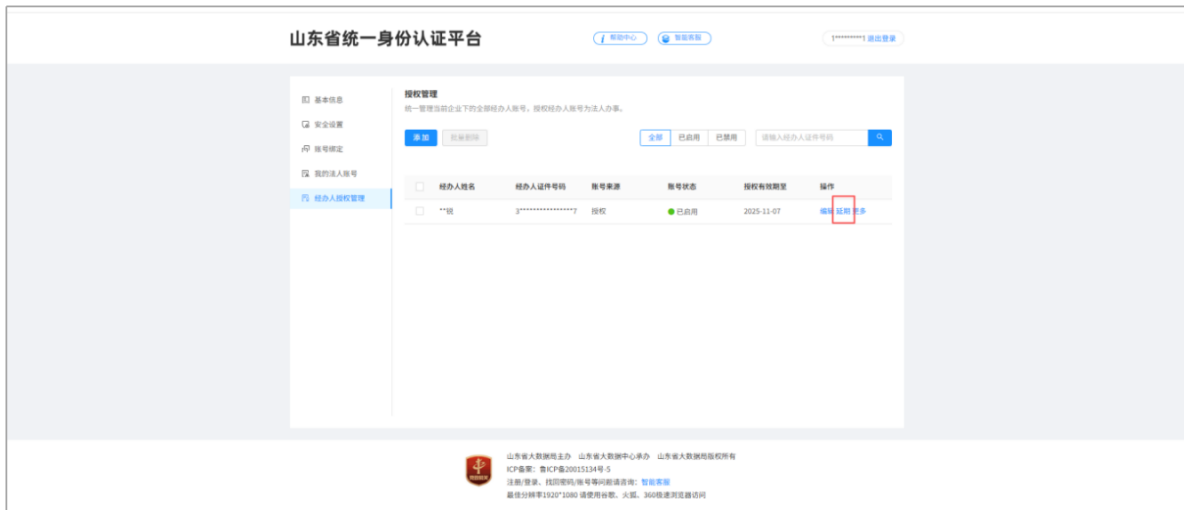 山东省统一身份认证平台
帮助中心
智能客服
1*********1 退出登录
基本信息
安全设置
账号绑定
我的法人账号
经办人授权管理
授权管理
统一管理当前企业下的全部经办人账号。授权经办人账号为法人办事。
添加 批量删除 全部 已启用 已禁用 请输入经办人证件号码
经办人姓名 经办人证件号码 账号来源 账号状态 授权有效期至 操作
**锐 3****************7 授权 已启用 2025-11-07 编辑 延期 更多
山东省大数据局主办 山东省大数据中心承办 山东省大数据局版权所有
ICP备案：鲁ICP备20015134号-5
注册/登录、找回密码/账号等问题请咨询：智能客服
最佳分辨率1920*1080 请使用谷歌、火狐、360极速浏览器访问